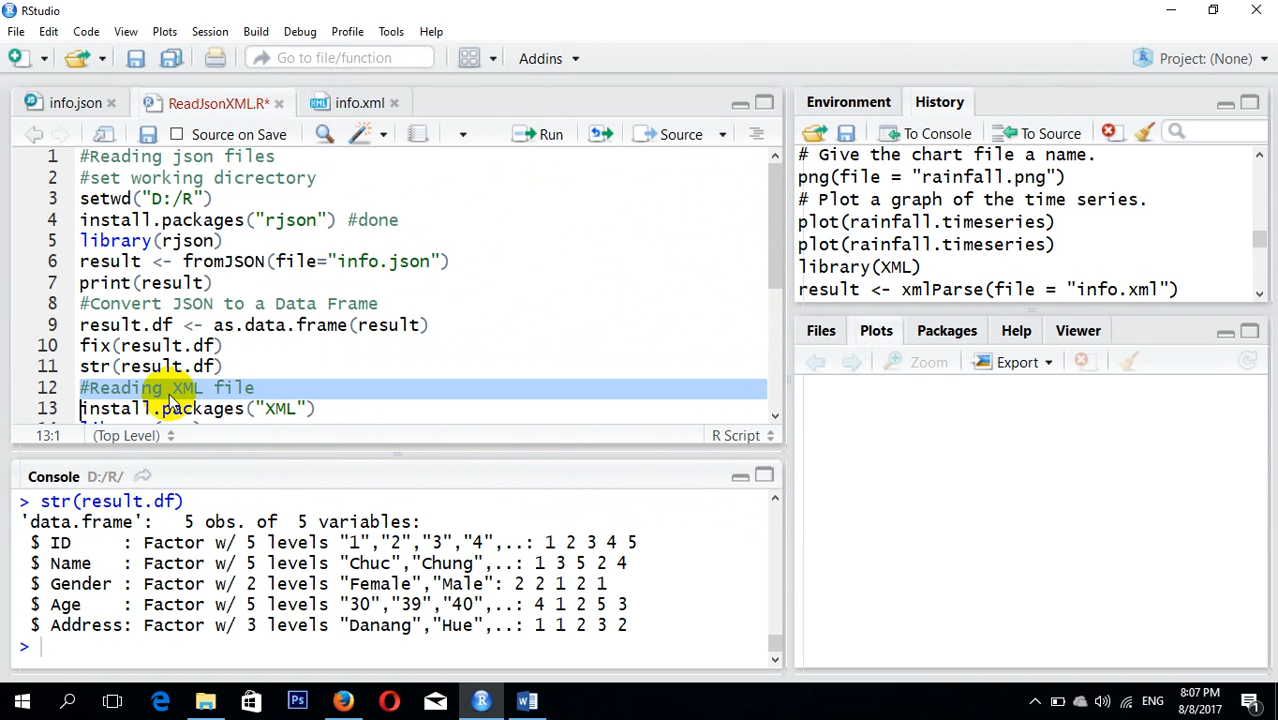 RStudio
File Edit Code View Plots Session Build Debug Profile Tools Help
Go to file/function Addins Project: (None)
info.json ReadJsonXML.R* info.xml
Source on Save Run Source
1 #Reading json files
2 #set working dicrectory
3 setwd("D:/R")
4 install.packages("rjson") #done
5 library(rjson)
6 result <- fromJSON(file="info.json")
7 print(result)
8 #Convert JSON to a Data Frame
9 result.df <- as.data.frame(result)
10 fix(result.df)
11 str(result.df)
12 #Reading XML file
13 install.packages("XML")
13:1 (Top Level) R Script
Console D:/R/
> str(result.df)
'data.frame': 5 obs. of 5 variables:
$ ID : Factor w/ 5 levels "1","2","3","4",..: 1 2 3 4 5
$ Name : Factor w/ 5 levels "Chuc","Chung",..: 1 3 5 2 4
$ Gender : Factor w/ 2 levels "Female","Male": 2 2 1 2 1
$ Age : Factor w/ 5 levels "30","39","40",..: 4 1 2 5 3
$ Address: Factor w/ 3 levels "Danang","Hue",..: 1 1 2 3 2
>
Environment History
To Console To Source
# Give the chart file a name.
png(file = "rainfall.png")
# Plot a graph of the time series.
plot(rainfall.timeseries)
plot(rainfall.timeseries)
library(XML)
result <- xmlParse(file = "info.xml")
Files Plots Packages Help Viewer
Zoom Export
Ps
ENG
8:07 PM
8/8/2017
1